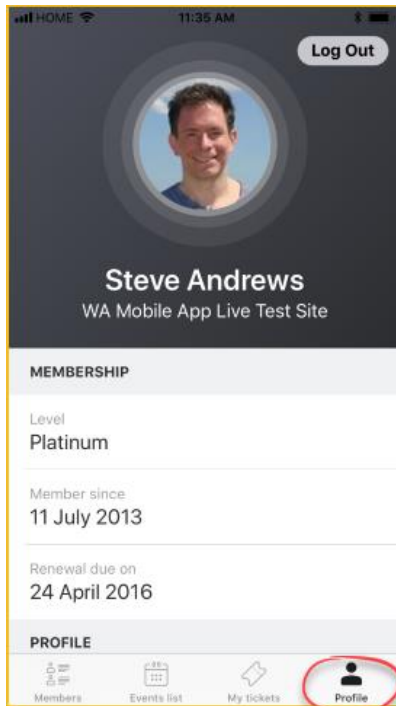 HOME 11:35 AM
Log Out
Steve Andrews
WA Mobile App Live Test Site
MEMBERSHIP
Level
Platinum
Member since
11 July 2013
Renewal due on
24 April 2016
PROFILE
Members Events list My tickets Profile